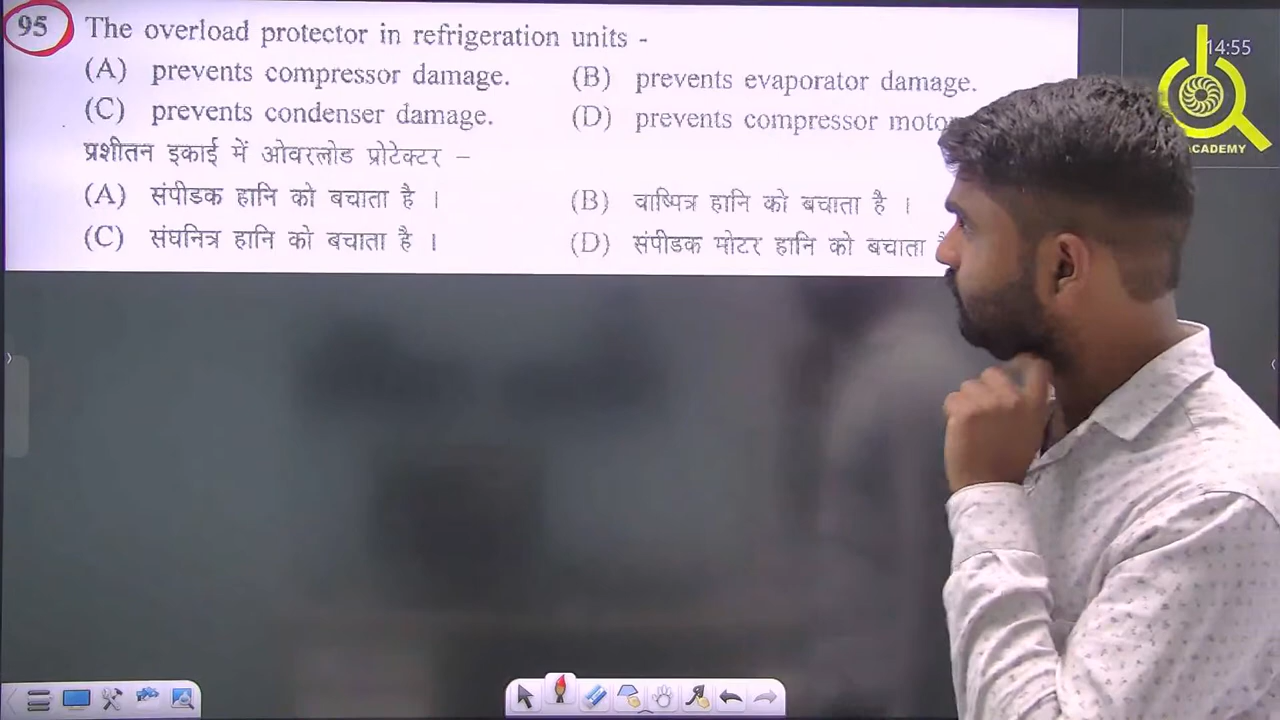 95 The overload protector in refrigeration units -
(A) prevents compressor damage. (B) prevents evaporator damage.
(C) prevents condenser damage. (D) prevents compressor
प्रशीतन इकाई में ओवरलोड प्रोटेक्टर –
(A) संपीडक हानि को बचाता है । (B) वाष्पित्र हानि को बचाता है ।
(C) संघनित्र हानि को बचाता है । (D) संपीडक मोटर हानि को बचाता
14:55
ACADEMY